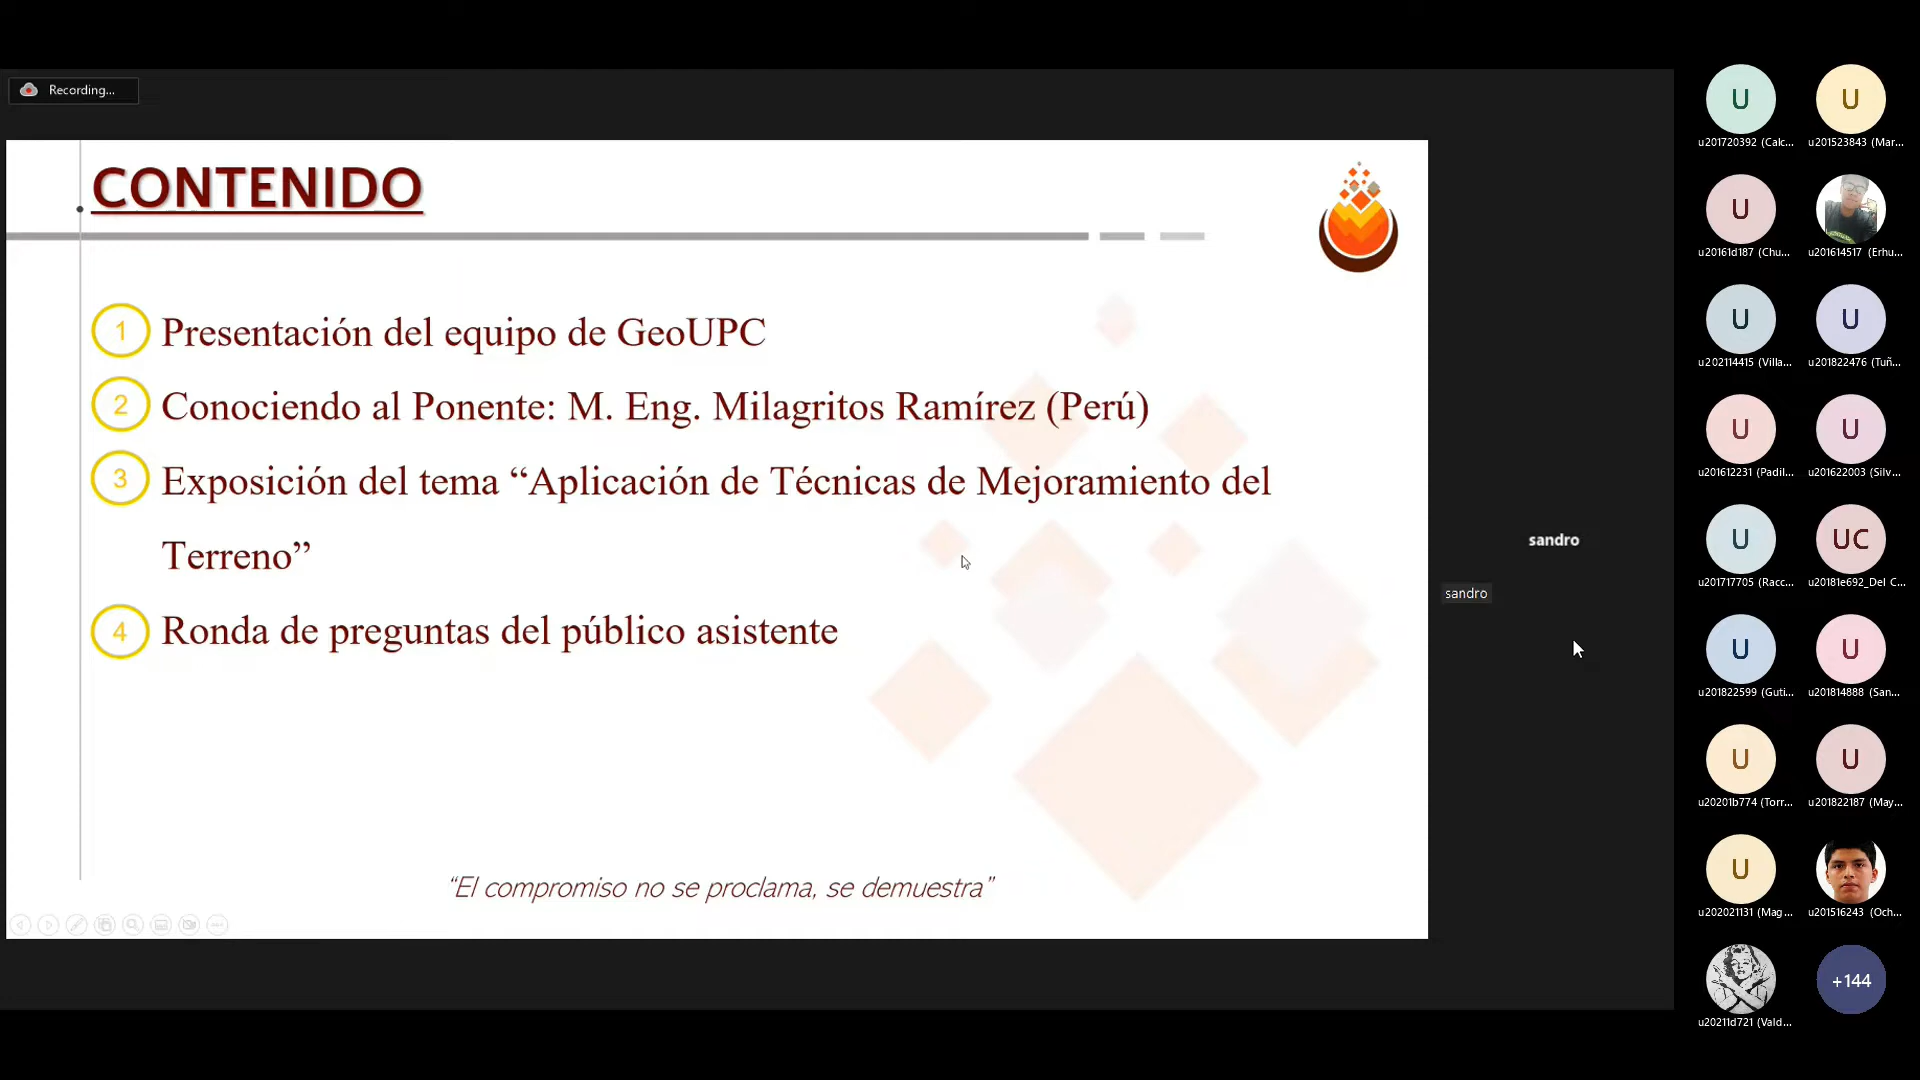 Recording...
CONTENIDO
1 Presentación del equipo de GeoUPC
2 Conociendo al Ponente: M. Eng. Milagritos Ramírez (Perú)
3 Exposición del tema “Aplicación de Técnicas de Mejoramiento del
Terreno”
4 Ronda de preguntas del público asistente
“El compromiso no se proclama, se demuestra”
sandro
sandro
U U
u201720392 (Calc... u201523843 (Mar...
U
u20161d187 (Chu... u201614517 (Erhu...
U U
u202114415 (Villa... u201822476 (Tuñ...
U U
u201612231 (Padil... u201622003 (Silv...
U UC
u201717705 (Racc... u20181e692_Del C...
U U
u201822599 (Guti... u201814888 (San...
U U
u20201b774 (Torr... u201822187 (May...
U
u202021131 (Mag... u201516243 (Och...
+144
u20211d721 (Vald...